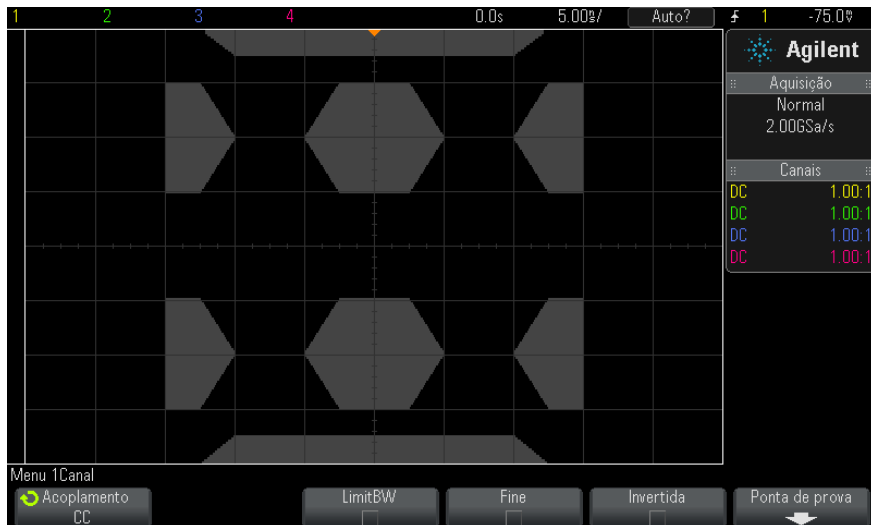 1 2 3 4 0.0s 5.00s/ Auto? 1 -75.0V
Agilent
Aquisição
Normal
2.00GSa/s
Canais
DC 1.00:1
DC 1.00:1
DC 1.00:1
DC 1.00:1
Menu 1Canal
Acoplamento
CC
LimitBW
Fine
Invertida
Ponta de prova